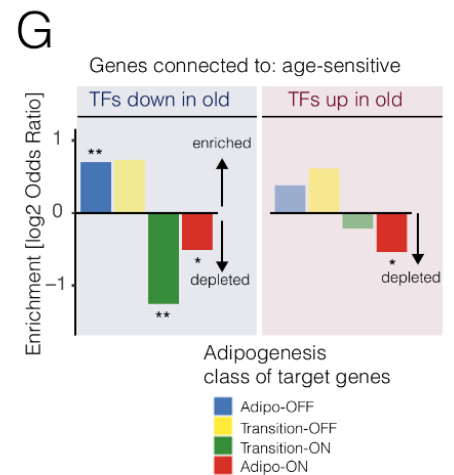 G
Genes connected to: age-sensitive
TFs down in old
TFs up in old
Enrichment [log2 Odds Ratio]
1
0
−1
**
enriched
**
*
depleted
*
depleted
Adipogenesis
class of target genes
Adipo-OFF
Transition-OFF
Transition-ON
Adipo-ON